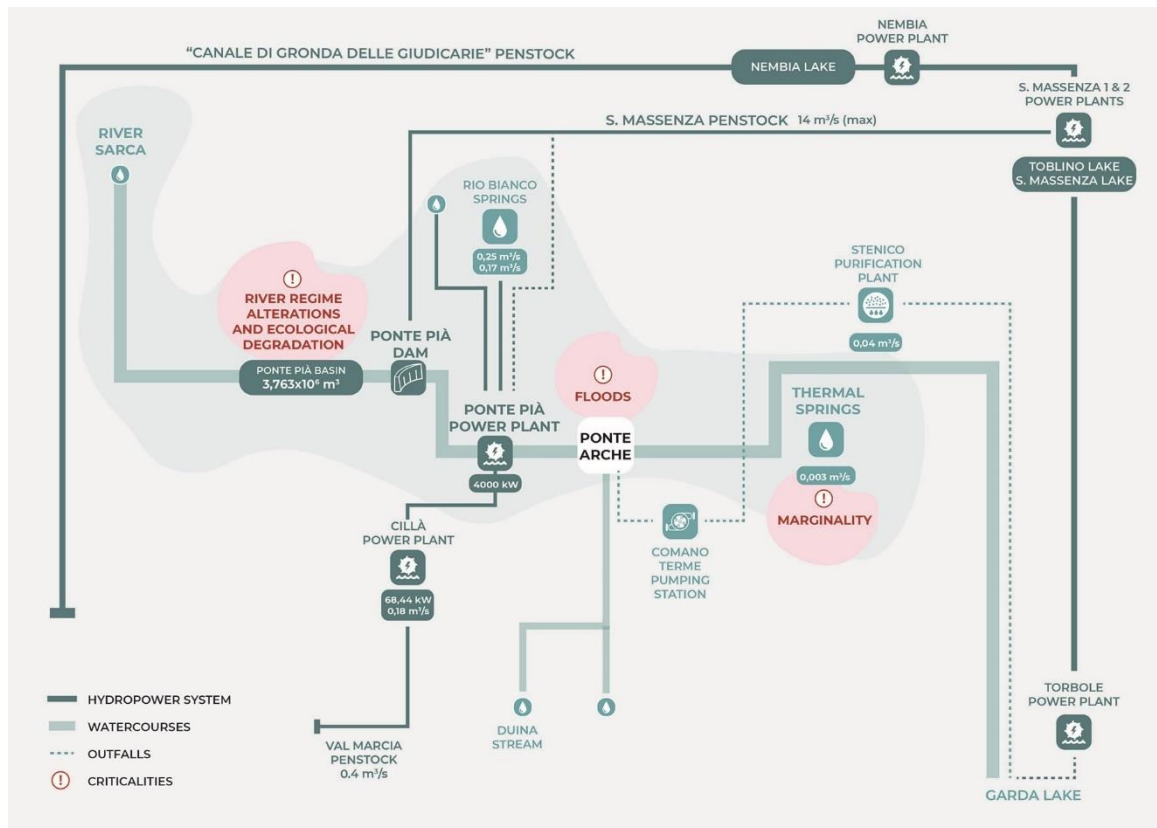 "CANALE DI GRONDA DELLE GIUDICARIE" PENSTOCK
NEMBIA LAKE
NEMBIA
POWER PLANT
S. MASSENZA 1 & 2
POWER PLANTS
S. MASSENZA PENSTOCK 14 m³/s (max)
TOBLINO LAKE
S. MASSENZA LAKE
RIVER
SARCA
RIO BIANCO
SPRINGS
0,25 m³/s
0,17 m³/s
STENICO
PURIFICATION
PLANT
0,04 m³/s
RIVER REGIME
ALTERATIONS
AND ECOLOGICAL
DEGRADATION
PONTE PIÀ
DAM
PONTE PIÀ BASIN
3,763x10⁶ m³
FLOODS
PONTE PIÀ
POWER PLANT
4000 kW
PONTE
ARCHE
THERMAL
SPRINGS
0,003 m³/s
MARGINALITY
CILLÀ
POWER PLANT
68,44 kW
0,18 m³/s
COMANO
TERME
PUMPING
STATION
HYDROPOWER SYSTEM
WATERCOURSES
OUTFALLS
CRITICALITIES
VAL MARCIA
PENSTOCK
0.4 m³/s
DUINA
STREAM
TORBOLE
POWER PLANT
GARDA LAKE